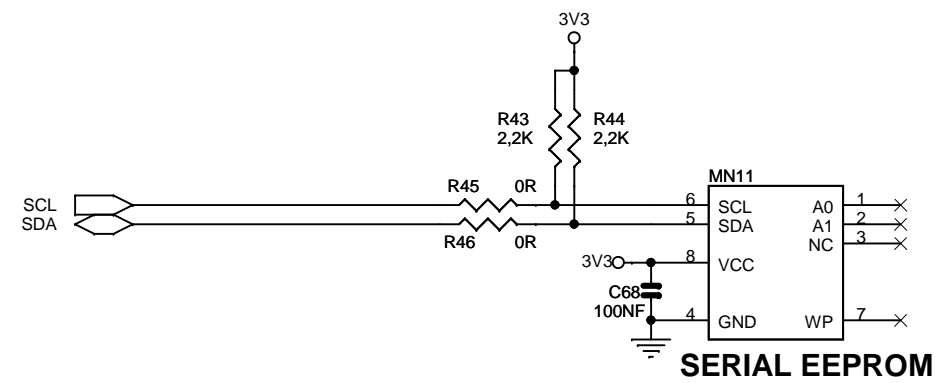 3V3
R43
2,2K
R44
2,2K
MN11
R45 0R
SCL
SDA
R46 0R
6 SCL A0 1
5 SDA A1 2
NC 3
3V3 8 VCC
C68
100NF
4 GND WP 7
SERIAL EEPROM